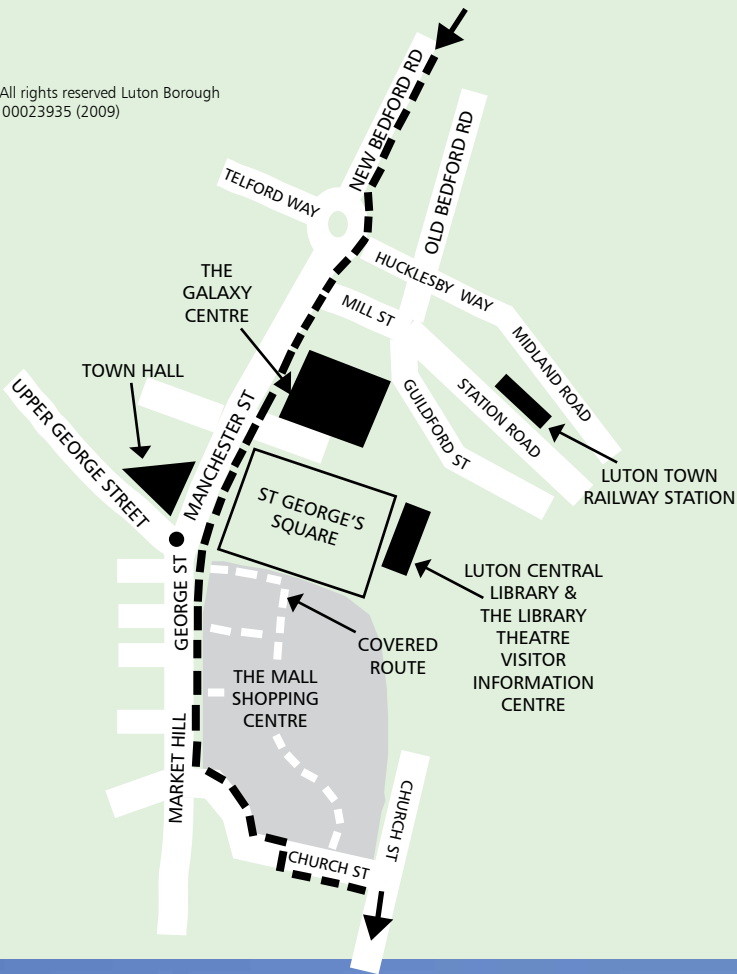 All rights reserved Luton Borough
00023935 (2009)
NEW BEDFORD RD
OLD BEDFORD RD
TELFORD WAY
HUCKLESBY WAY
THE
GALAXY
CENTRE
MILL ST
MIDLAND ROAD
TOWN HALL
UPPER GEORGE STREET
MANCHESTER ST
GUILDFORD ST
STATION ROAD
LUTON TOWN
RAILWAY STATION
ST GEORGE'S
SQUARE
GEORGE ST
LUTON CENTRAL
LIBRARY &
THE LIBRARY
THEATRE
VISITOR
INFORMATION
CENTRE
COVERED
ROUTE
THE MALL
SHOPPING
CENTRE
MARKET HILL
CHURCH ST
CHURCH ST